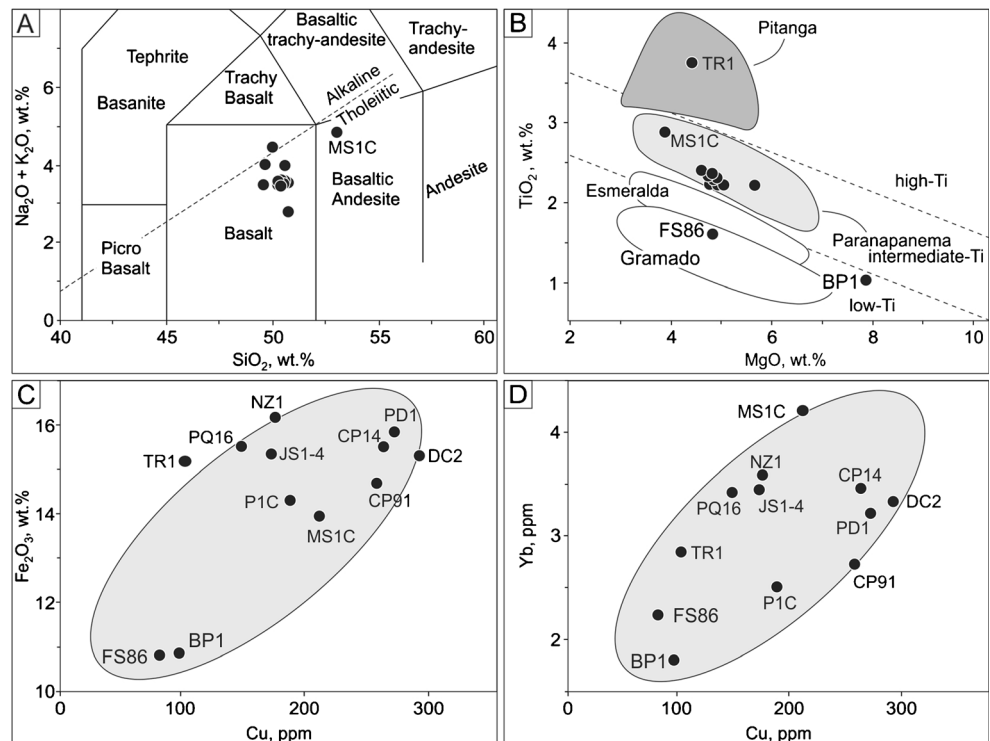 A
Basaltic
trachy-andesite
Trachy-
andesite
Tephrite
Basanite
Trachy
Basalt
Alkaline
Tholeiitic
MS1C
Basaltic
Andesite
Andesite
Basalt
Picro
Basalt
Na2O + K2O, wt.%
6
4
2
0
40
45
50
55
60
SiO2, wt.%
B
Pitanga
TR1
MS1C
high-Ti
Esmeralda
FS86
Gramado
Paranapanema
intermediate-Ti
BP1
low-Ti
TiO2, wt.%
4
3
2
1
2
4
6
8
10
MgO, wt.%
C
NZ1
PD1
PQ16
CP14
TR1
JS1-4
DC2
P1C
CP91
MS1C
BP1
FS86
Fe2O3, wt.%
16
14
12
10
0
100
200
300
Cu, ppm
D
MS1C
NZ1
CP14
PQ16
JS1-4
DC2
PD1
TR1
CP91
P1C
FS86
BP1
Yb, ppm
4
3
2
0
100
200
300
Cu, ppm